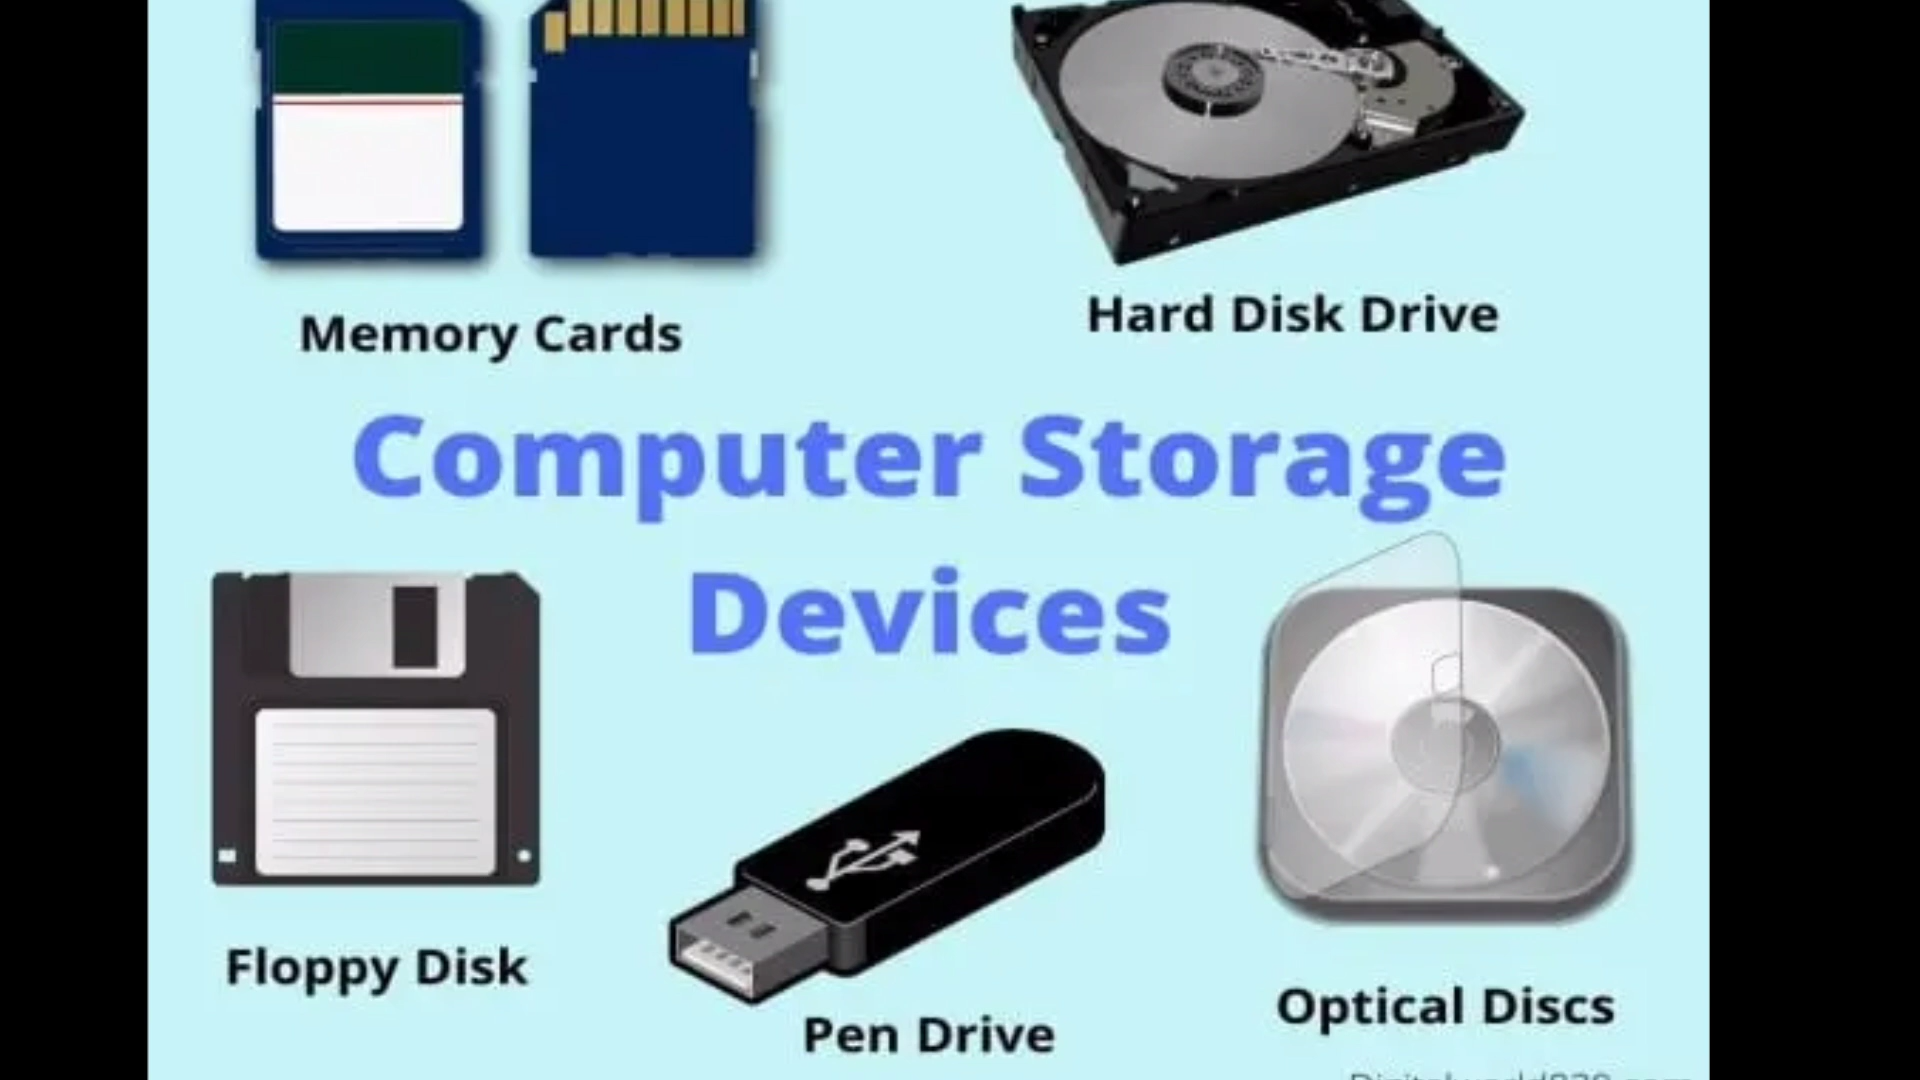 Memory Cards
Hard Disk Drive
Computer Storage
Devices
Floppy Disk
Pen Drive
Optical Discs